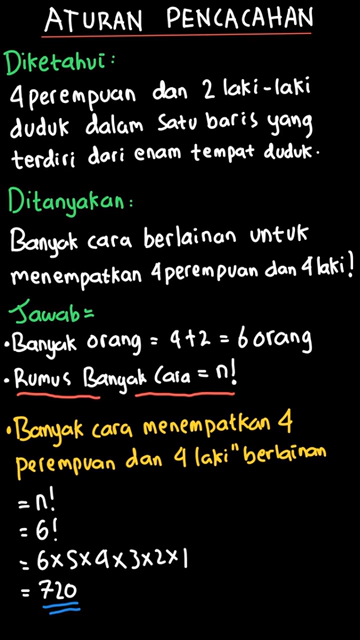 ATURAN PENCACAHAN
Diketahui:
4 perempuan dan 2 laki-laki
duduk dalam satu baris yang
terdiri dari enam tempat duduk.
Ditanyakan:
Banyak cara berlainan untuk
menempatkan 4 perempuan dan 4 laki!
Jawab=
• Banyak orang = 4+2 = 6 orang
• Rumus Banyak Cara = n!
• Banyak cara menempatkan 4
perempuan dan 4 laki" berlainan
= n!
= 6!
= 6×5×4×3×2×1
= 720